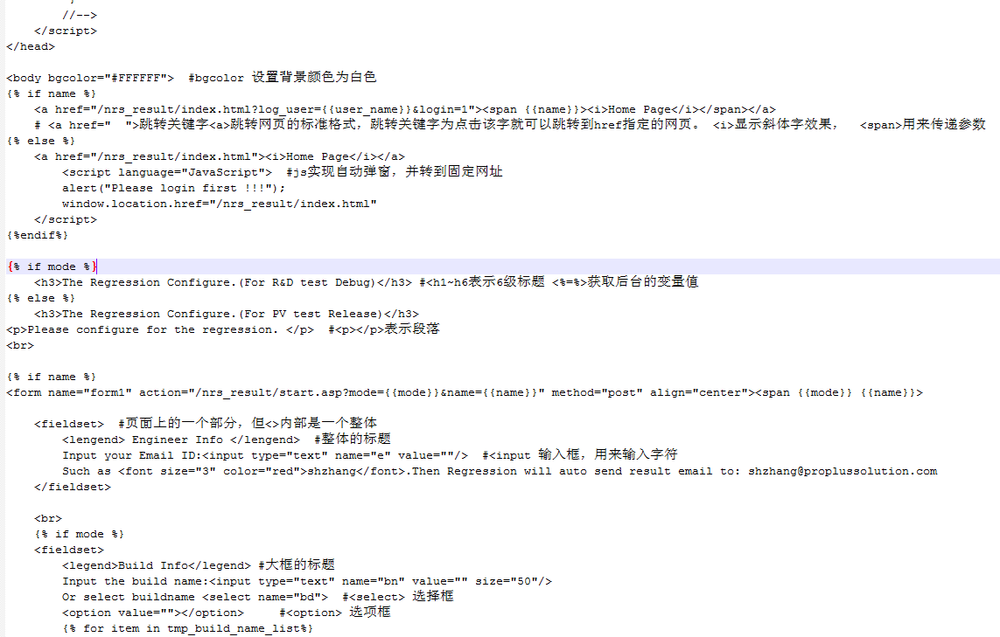 }
//-->
</script>
</head>
<body bgcolor="#FFFFFF">  #bgcolor 设置背景颜色为白色
{% if name %}
<a href="/nrs_result/index.html?log_user={{user_name}}&login=1"><span {{name}}><i>Home Page</i></span></a>
# <a href="  ">跳转关键字<a>跳转网页的标准格式，跳转关键字为点击该字就可以跳转到href指定的网页。 <i>显示斜体字效果，  <span>用来传递参数
{% else %}
<a href="/nrs_result/index.html"><i>Home Page</i></a>
<script language="JavaScript">  #js实现自动弹窗，并转到固定网址
alert("Please login first !!!");
window.location.href="/nrs_result/index.html"
</script>
{%endif%}
{% if mode %}
<h3>The Regression Configure.(For R&D test Debug)</h3> #<h1~h6表示6级标题 <%=%>获取后台的变量值
{% else %}
<h3>The Regression Configure.(For PV test Release)</h3>
<p>Please configure for the regression. </p>  #<p></p>表示段落
<br>
{% if name %}
<form name="form1" action="/nrs_result/start.asp?mode={{mode}}&name={{name}}" method="post" align="center"><span {{mode}} {{name}}>
<fieldset>  #页面上的一个部分，但<>内部是一个整体
<lengend> Engineer Info </lengend>  #整体的标题
Input your Email ID:<input type="text" name="e" value=""/>  #<input 输入框，用来输入字符
Such as <font size="3" color="red">shzhang</font>.Then Regression will auto send result email to: shzhang@proplussolution.com
</fieldset>
<br>
{% if mode %}
<fieldset>
<legend>Build Info</legend> #大框的标题
Input the build name:<input type="text" name="bn" value="" size="50"/>
Or select buildname <select name="bd">  #<select> 选择框
<option value=""></option>     #<option> 选项框
{% for item in tmp_build_name_list%}